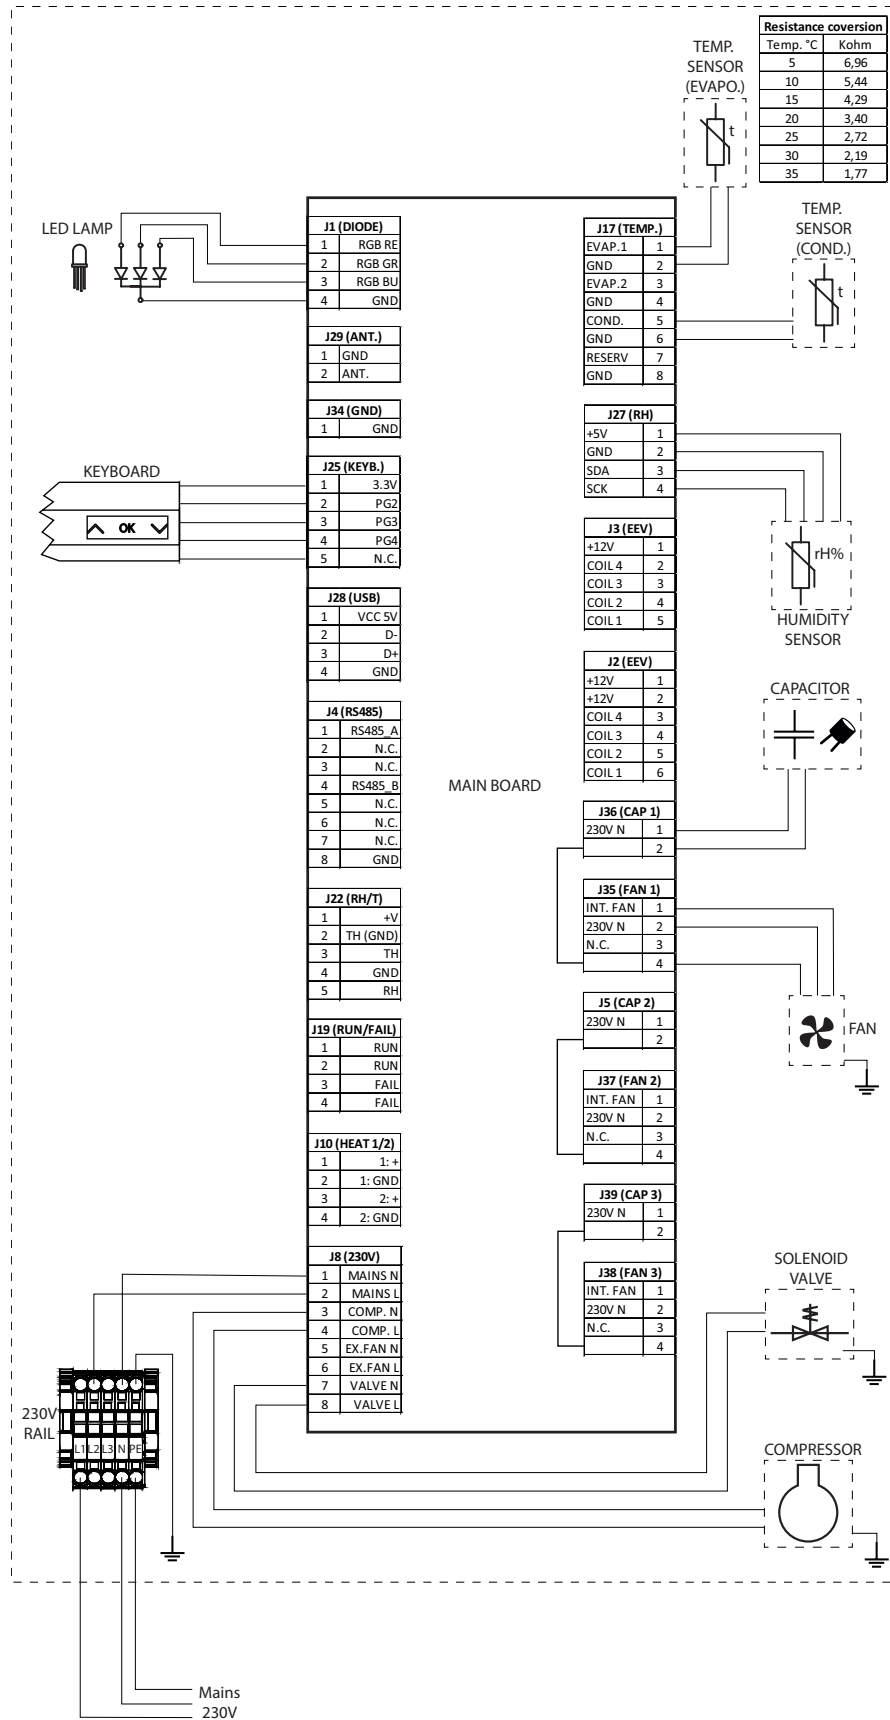 Resistance coversion
Temp. °C Kohm
5 6,96
10 5,44
15 4,29
20 3,40
25 2,72
30 2,19
35 1,77
TEMP.
SENSOR
(EVAPO.)
t
TEMP.
SENSOR
(COND.)
t
LED LAMP
J1 (DIODE)
1 RGB RE
2 RGB GR
3 RGB BU
4 GND
J29 (ANT.)
1 GND
2 ANT.
J34 (GND)
1 GND
KEYBOARD
OK
J25 (KEYB.)
1 3.3V
2 PG2
3 PG3
4 PG4
5 N.C.
J28 (USB)
1 VCC 5V
2 D-
3 D+
4 GND
J4 (RS485)
1 RS485_A
2 N.C.
3 N.C.
4 RS485_B
5 N.C.
6 N.C.
7 N.C.
8 GND
J22 (RH/T)
1 +V
2 TH (GND)
3 TH
4 GND
5 RH
J19 (RUN/FAIL)
1 RUN
2 RUN
3 FAIL
4 FAIL
J10 (HEAT 1/2)
1 1: +
2 1: GND
3 2: +
4 2: GND
J8 (230V)
1 MAINS N
2 MAINS L
3 COMP. N
4 COMP. L
5 EX.FAN N
6 EX.FAN L
7 VALVE N
8 VALVE L
MAIN BOARD
J17 (TEMP.)
EVAP.1 1
GND 2
EVAP.2 3
GND 4
COND. 5
GND 6
RESERV 7
GND 8
J27 (RH)
+5V 1
GND 2
SDA 3
SCK 4
rH%
HUMIDITY
SENSOR
J3 (EEV)
+12V 1
COIL 4 2
COIL 3 3
COIL 2 4
COIL 1 5
J2 (EEV)
+12V 1
+12V 2
COIL 4 3
COIL 3 4
COIL 2 5
COIL 1 6
CAPACITOR
J36 (CAP 1)
230V N 1
2
J35 (FAN 1)
INT. FAN 1
230V N 2
N.C. 3
4
FAN
J5 (CAP 2)
230V N 1
2
J37 (FAN 2)
INT. FAN 1
230V N 2
N.C. 3
4
J39 (CAP 3)
230V N 1
2
J38 (FAN 3)
INT. FAN 1
230V N 2
N.C. 3
4
SOLENOID
VALVE
COMPRESSOR
230V
RAIL
L1 L2 L3 N PE
Mains
230V